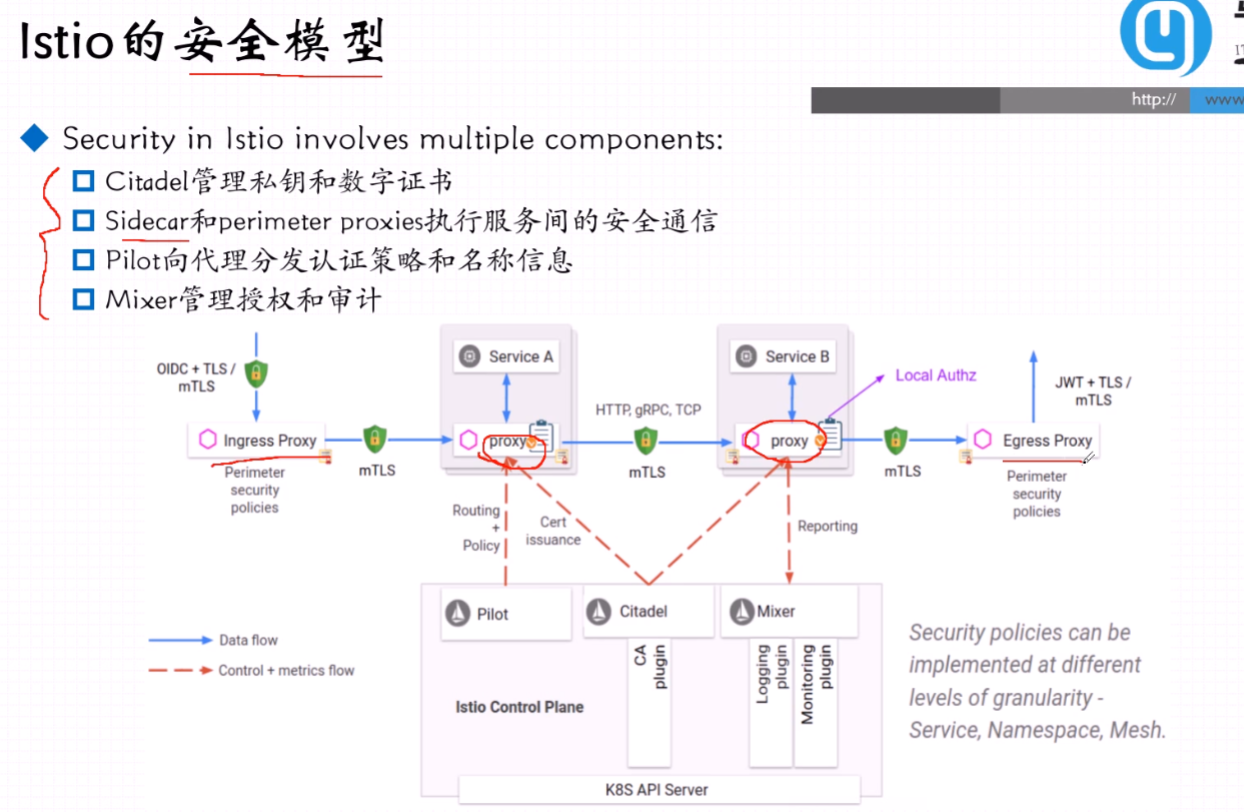 Istio的安全模型
http://
www
Security in Istio involves multiple components:
Citadel管理私钥和数字证书
Sidecar和perimeter proxies执行服务间的安全通信
Pilot向代理分发认证策略和名称信息
Mixer管理授权和审计
OIDC + TLS /
mTLS
Service A
Service B
Local Authz
JWT + TLS /
mTLS
HTTP, gRPC, TCP
Ingress Proxy
proxy
proxy
Egress Proxy
mTLS
mTLS
mTLS
Perimeter
security
policies
Perimeter
security
policies
Routing
+
Policy
Cert
issuance
Reporting
Pilot
Citadel
Mixer
CA
plugin
Logging
plugin
Monitoring
plugin
Data flow
Control + metrics flow
Istio Control Plane
K8S API Server
Security policies can be
implemented at different
levels of granularity -
Service, Namespace, Mesh.